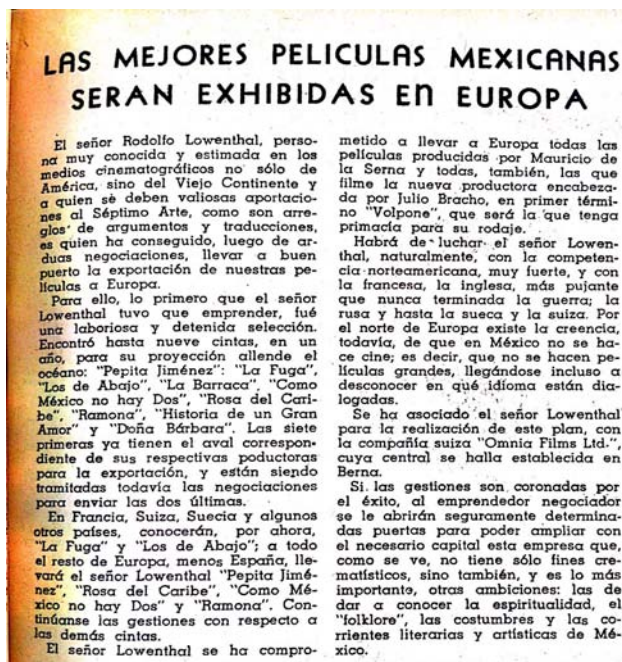 LAS MEJORES PELICULAS MEXICANAS
SERAN EXHIBIDAS EN EUROPA
El señor Rodolfo Lowenthal, perso-
na muy conocida y estimada en los
medios cinematográficos no sólo de
América, sino del Viejo Continente y
a quien se deben valiosas aportacio-
nes al Séptimo Arte, como son arre-
glos de argumentos y traducciones,
es quien ha conseguido, luego de ar-
duas negociaciones, llevar a buen
puerto la exportación de nuestras pe-
lículas a Europa.
Para ello, lo primero que el señor
Lowenthal tuvo que emprender, fué
una laboriosa y detenida selección.
Encontró hasta nueve cintas, en un
año, para su proyección allende el
océano: "Pepita Jiménez": "La Fuga",
"Los de Abajo", "La Barraca", "Como
México no hay Dos", "Rosa del Cari-
be", "Ramona", "Historia de un Gran
Amor" y "Doña Bárbara". Las siete
primeras ya tienen el aval correspon-
diente de sus respectivas poductoras
para la exportación, y están siendo
tramitadas todavía las negociaciones
para enviar las dos últimas.
En Francia, Suiza, Suecia y algunos
otros países, conocerán, por ahora,
"La Fuga" y "Los de Abajo"; a todo
el resto de Europa, menos España, lle-
vará el señor Lowenthal "Pepita Jimé-
nez", "Rosa del Caribe", "Como Mé-
xico no hay Dos" y "Ramona". Con-
tinúanse las gestiones con respecto a
las demás cintas.
El señor Lowenthal se ha compro-
metido a llevar a Europa todas las
películas producidas por Mauricio de
la Serna y todas, también, las que
filme la nueva productora encabeza-
da por Julio Bracho, en primer térmi-
no "Volpone", que será la que tenga
primacía para su rodaje.
Habrá de luchar el señor Lowen-
thal, naturalmente, con la competen-
cia norteamericana, muy fuerte, y con
la francesa, la inglesa, más pujante
que nunca terminada la guerra; la
rusa y hasta la sueca y la suiza. Por
el norte de Europa existe la creencia,
todavía, de que en México no se ha-
ce cine; es decir, que no se hacen pe-
lículas grandes, llegándose incluso a
desconocer en qué idioma están dia-
logadas.
Se ha asociado el señor Lowenthal
para la realización de este plan, con
la compañía suiza "Omnia Films Ltd.",
cuya central se halla establecida en
Berna.
Si las gestiones son coronadas por
el éxito, al emprendedor negociador
se le abrirán seguramente determina-
das puertas para poder ampliar con
el necesario capital esta empresa que,
como se ve, no tiene sólo fines cre-
matísticos, sino también, y es lo más
importante, otras ambiciones: las de
dar a conocer la espiritualidad, el
"folklore", las costumbres y las co-
rrientes literarias y artísticas de Mé-
xico.